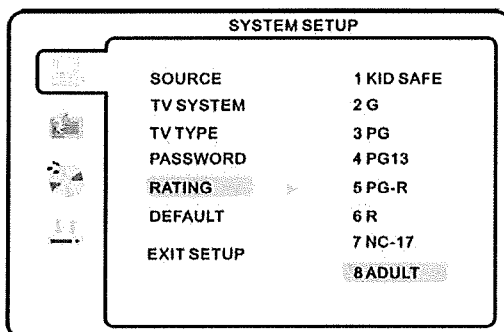 SYSTEM SETUP
SOURCE
TV SYSTEM
TV TYPE
PASSWORD
RATING
DEFAULT
EXIT SETUP
1 KID SAFE
2 G
3 PG
4 PG13
5 PG-R
6 R
7 NC-17
8 ADULT